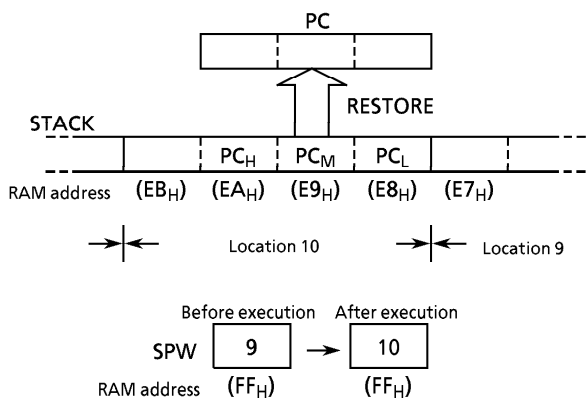 PC
RESTORE
STACK
PCH PCM PCL
RAM address (EBH) (EAH) (E9H) (E8H) (E7H)
Location 10 Location 9
Before execution After execution
SPW 9 10
RAM address (FFH) (FFH)